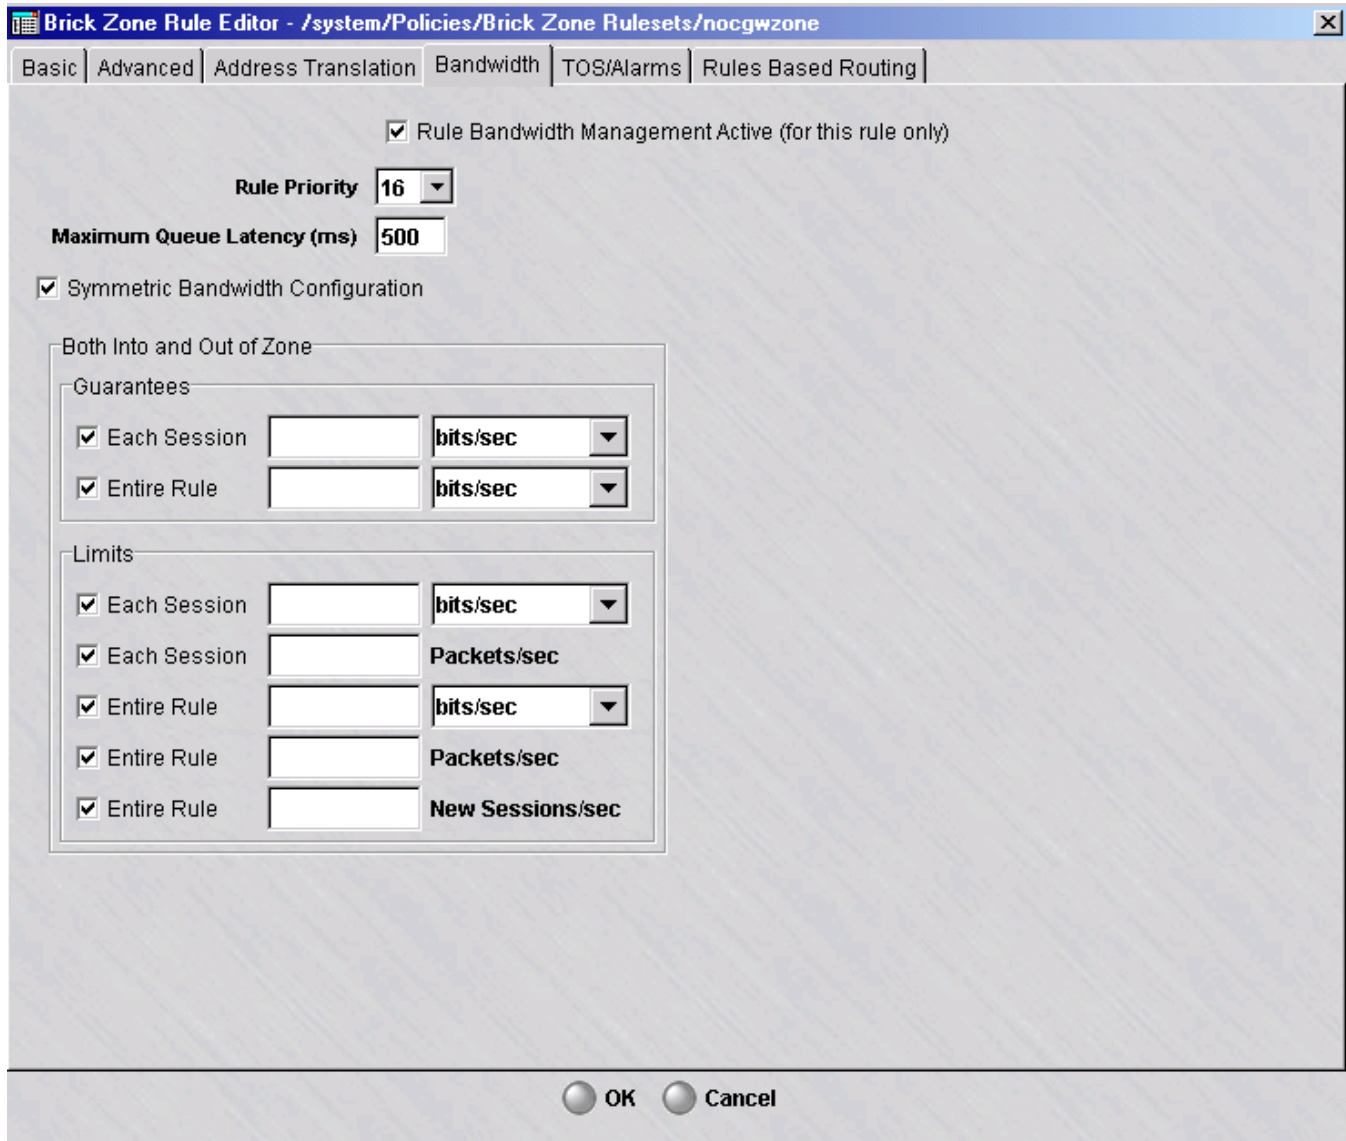 Brick Zone Rule Editor - /system/Policies/Brick Zone Rulesets/nocgwzone
Basic Advanced Address Translation Bandwidth TOS/Alarms Rules Based Routing
Rule Bandwidth Management Active (for this rule only)
Rule Priority 16
Maximum Queue Latency (ms) 500
Symmetric Bandwidth Configuration
Both Into and Out of Zone
Guarantees
Each Session bits/sec
Entire Rule bits/sec
Limits
Each Session bits/sec
Each Session Packets/sec
Entire Rule bits/sec
Entire Rule Packets/sec
Entire Rule New Sessions/sec
OK Cancel